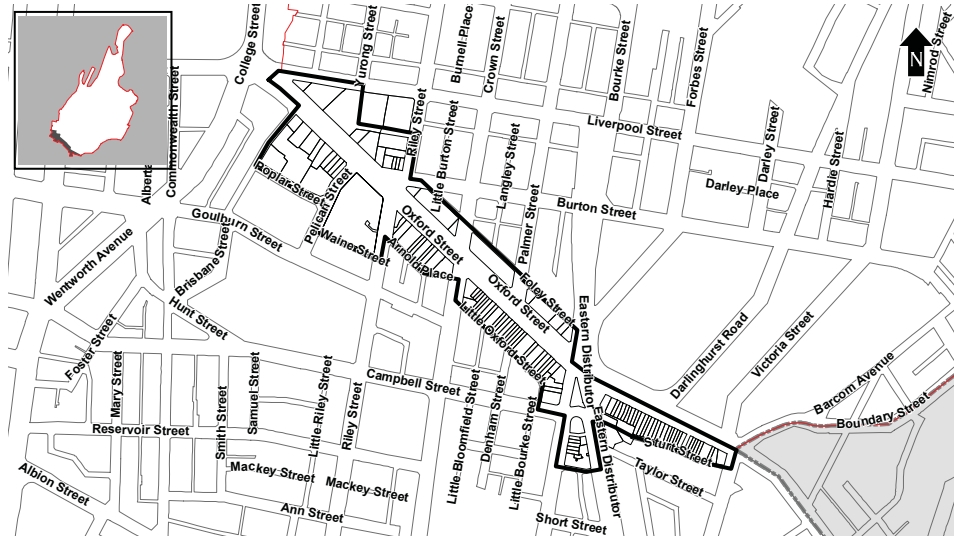 College Street
Yurong Street
Burnell Place
Crown Street
Bourke Street
Forbes Street
N
Nimrod Street
Commonwealth Street
Alberta
Riley Street
Little Burton Street
Langley Street
Liverpool Street
Darley Street
Hardie Street
Darley Place
Poplar Street
Pelican Street
Palmer Street
Burton Street
Goulburn Street
Oxford Street
Wentworth Avenue
Brisbane Street
Wainer Street
Arnold Place
Oxford Street
Foley Street
Hunt Street
Little Oxford Street
Eastern Distributor
Darlinghurst Road
Victoria Street
Foster Street
Mary Street
Samuel Street
Smith Street
Little Riley Street
Riley Street
Campbell Street
Barcom Avenue
Boundary Street
Reservoir Street
Little Bloomfield Street
Denham Street
Little Bourke Street
Eastern Distributor
Sturt Street
Taylor Street
Albion Street
Mackey Street
Mackey Street
Ann Street
Short Street